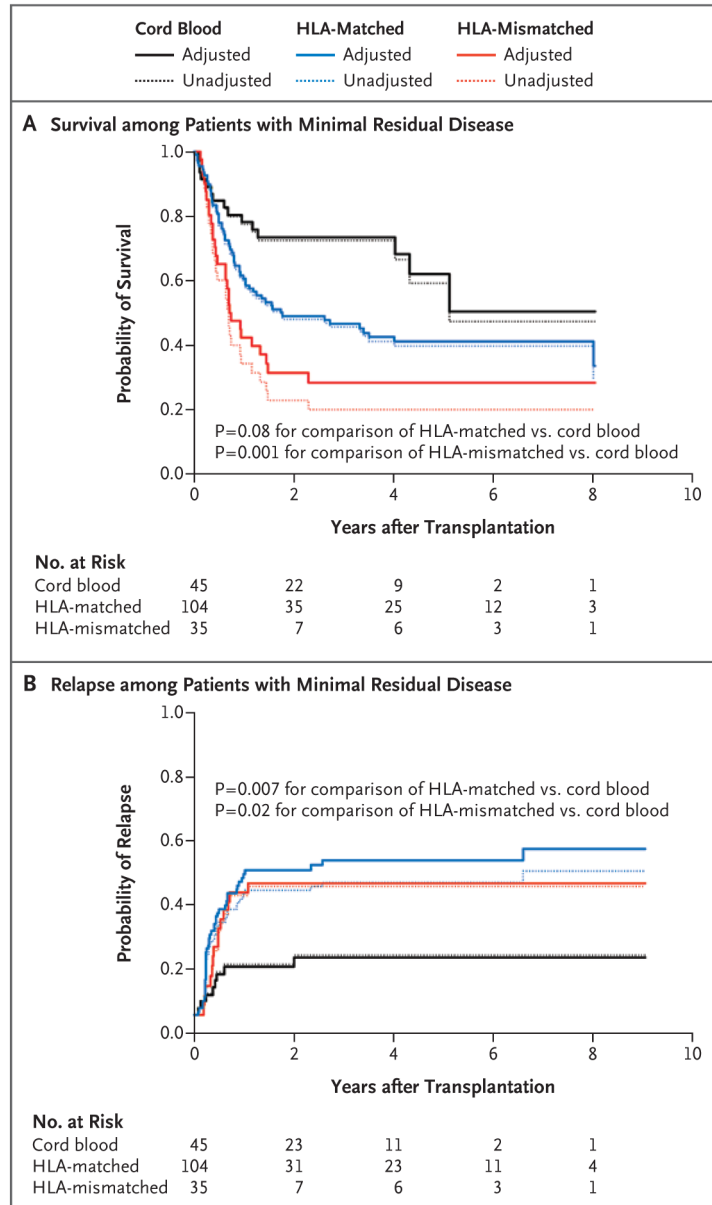 Cord Blood HLA-Matched HLA-Mismatched
Adjusted Adjusted Adjusted
Unadjusted Unadjusted Unadjusted
A Survival among Patients with Minimal Residual Disease
1.0
0.8
0.6
0.4
0.2
0.0
Probability of Survival
P=0.08 for comparison of HLA-matched vs. cord blood
P=0.001 for comparison of HLA-mismatched vs. cord blood
0 2 4 6 8 10
Years after Transplantation
No. at Risk
Cord blood 45 22 9 2 1
HLA-matched 104 35 25 12 3
HLA-mismatched 35 7 6 3 1
B Relapse among Patients with Minimal Residual Disease
1.0
0.8
0.6
0.4
0.2
0.0
Probability of Relapse
P=0.007 for comparison of HLA-matched vs. cord blood
P=0.02 for comparison of HLA-mismatched vs. cord blood
0 2 4 6 8 10
Years after Transplantation
No. at Risk
Cord blood 45 23 11 2 1
HLA-matched 104 31 23 11 4
HLA-mismatched 35 7 6 3 1